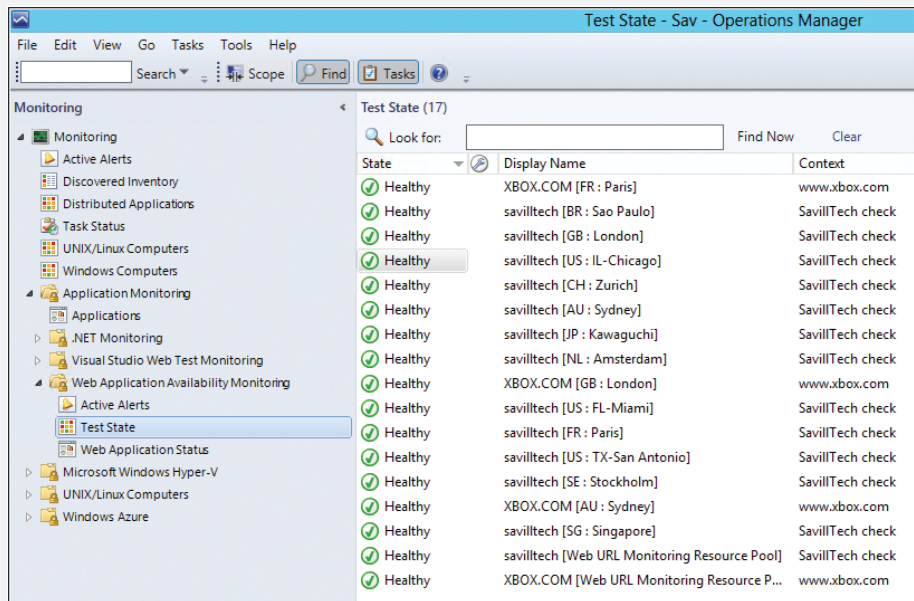 Test State - Sav - Operations Manager
File Edit View Go Tasks Tools Help
Search Scope Find Tasks
Monitoring
Monitoring
Active Alerts
Discovered Inventory
Distributed Applications
Task Status
UNIX/Linux Computers
Windows Computers
Application Monitoring
Applications
.NET Monitoring
Visual Studio Web Test Monitoring
Web Application Availability Monitoring
Active Alerts
Test State
Web Application Status
Microsoft Windows Hyper-V
UNIX/Linux Computers
Windows Azure
Test State (17)
Look for: Find Now Clear
State Display Name Context
Healthy XBOX.COM [FR : Paris] www.xbox.com
Healthy savilltech [BR : Sao Paulo] SavillTech check
Healthy savilltech [GB : London] SavillTech check
Healthy savilltech [US : IL-Chicago] SavillTech check
Healthy savilltech [CH : Zurich] SavillTech check
Healthy savilltech [AU : Sydney] SavillTech check
Healthy savilltech [JP : Kawaguchi] SavillTech check
Healthy savilltech [NL : Amsterdam] SavillTech check
Healthy XBOX.COM [GB : London] www.xbox.com
Healthy savilltech [US : FL-Miami] SavillTech check
Healthy savilltech [FR : Paris] SavillTech check
Healthy savilltech [US : TX-San Antonio] SavillTech check
Healthy savilltech [SE : Stockholm] SavillTech check
Healthy XBOX.COM [AU : Sydney] www.xbox.com
Healthy savilltech [SG : Singapore] SavillTech check
Healthy savilltech [Web URL Monitoring Resource Pool] SavillTech check
Healthy XBOX.COM [Web URL Monitoring Resource P... www.xbox.com